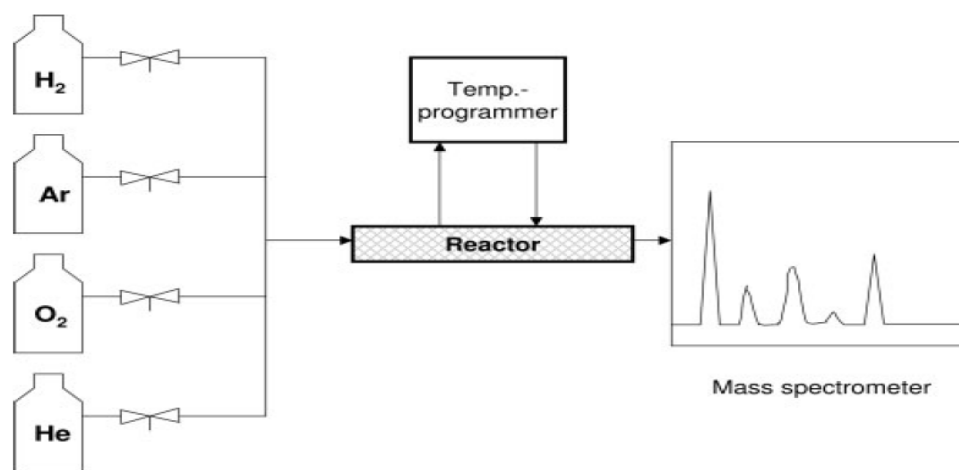 H₂
Ar
O₂
He
Temp.-
programmer
Reactor
Mass spectrometer